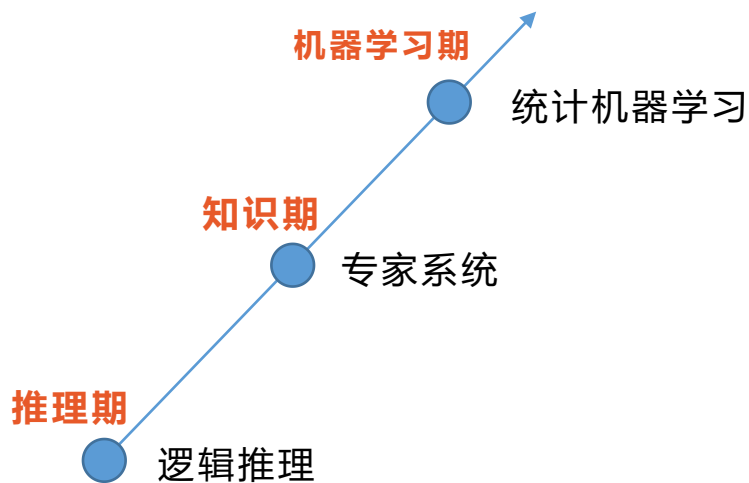 机器学习期
统计机器学习
知识期
专家系统
推理期
逻辑推理